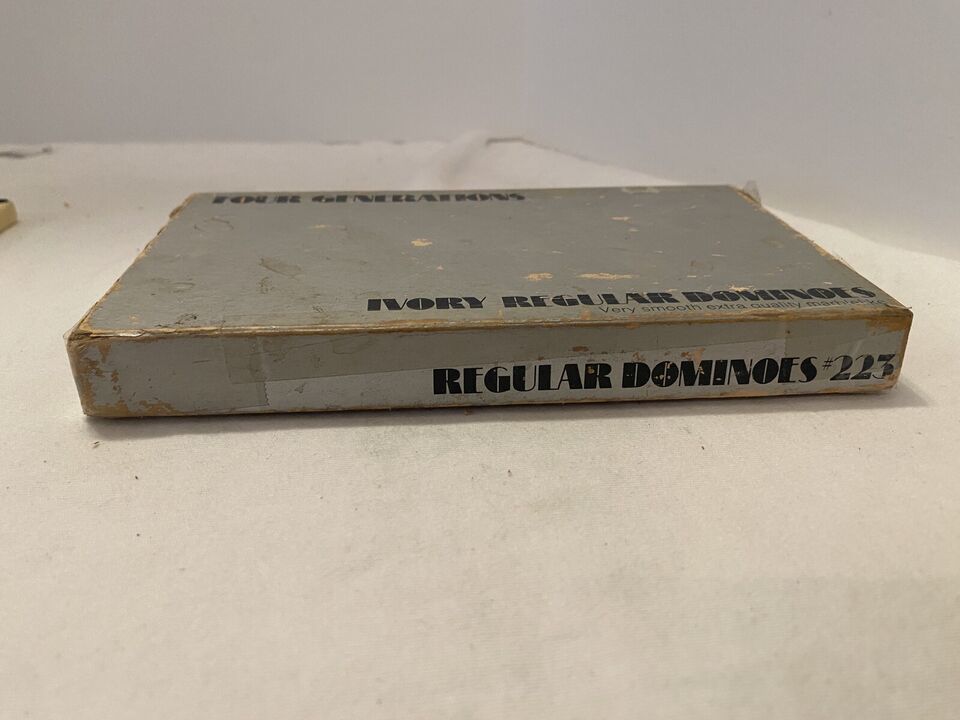 FOUR GENERATIONS
IVORY REGULAR DOMINOES
Very smooth extra quality
REGULAR DOMINOES #223